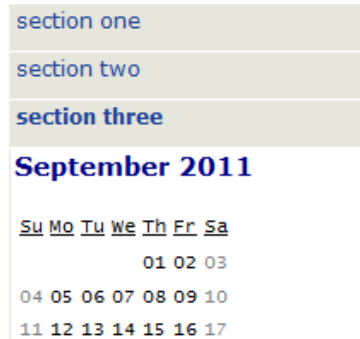 section one
section two
section three
September 2011
Su Mo Tu We Th Fr Sa
01 02 03
04 05 06 07 08 09 10
11 12 13 14 15 16 17